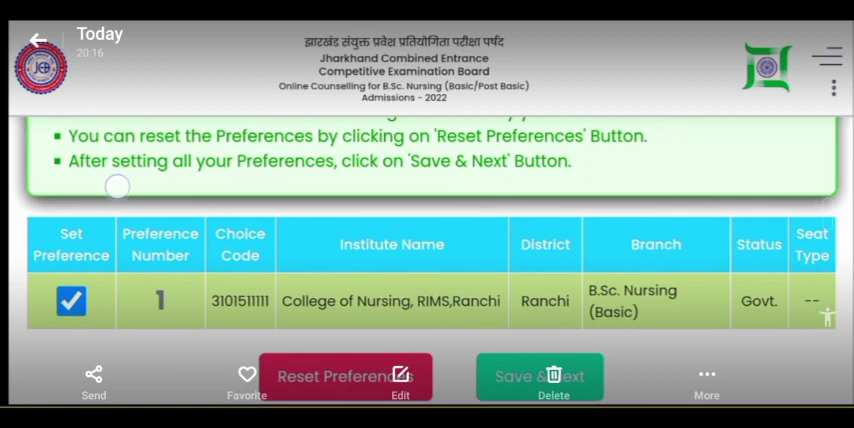 Today
20:16
झारखंड संयुक्त प्रवेश प्रतियोगिता परीक्षा पर्षद
Jharkhand Combined Entrance
Competitive Examination Board
Online Counselling for B.Sc. Nursing (Basic/Post Basic)
Admissions - 2022
JCB
▪ You can reset the Preferences by clicking on 'Reset Preferences' Button.
▪ After setting all your Preferences, click on 'Save & Next' Button.
Set Preference Preference Number Choice Code Institute Name District Branch Status Seat Type
1 3101511111 College of Nursing, RIMS,Ranchi Ranchi B.Sc. Nursing (Basic) Govt. --
Reset Preferences Save & Next
Send Favorite Edit Delete More